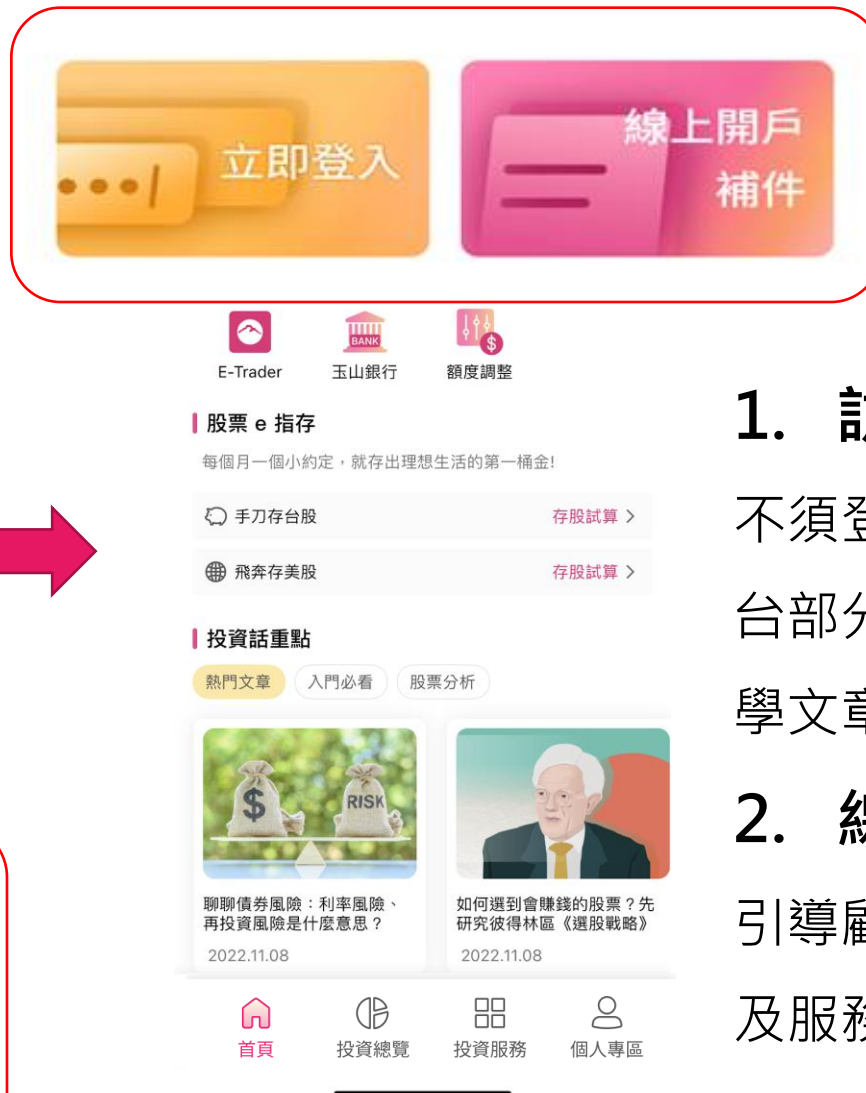 立即登入
線上開戶
補件
E-Trader
BANK
玉山銀行
$
額度調整
股票 e 指存
每個月一個小約定，就存出理想生活的第一桶金!
手刀存台股 存股試算
飛奔存美股 存股試算
投資話重點
熱門文章 入門必看 股票分析
$ RISK
聊聊債券風險：利率風險、
再投資風險是什麼意思？
2022.11.08
如何選到會賺錢的股票？先
研究彼得林區《選股戰略》
2022.11.08
首頁 投資總覽 投資服務 個人專區
1.
不須
台部分
學文章
2.
引導
及服務